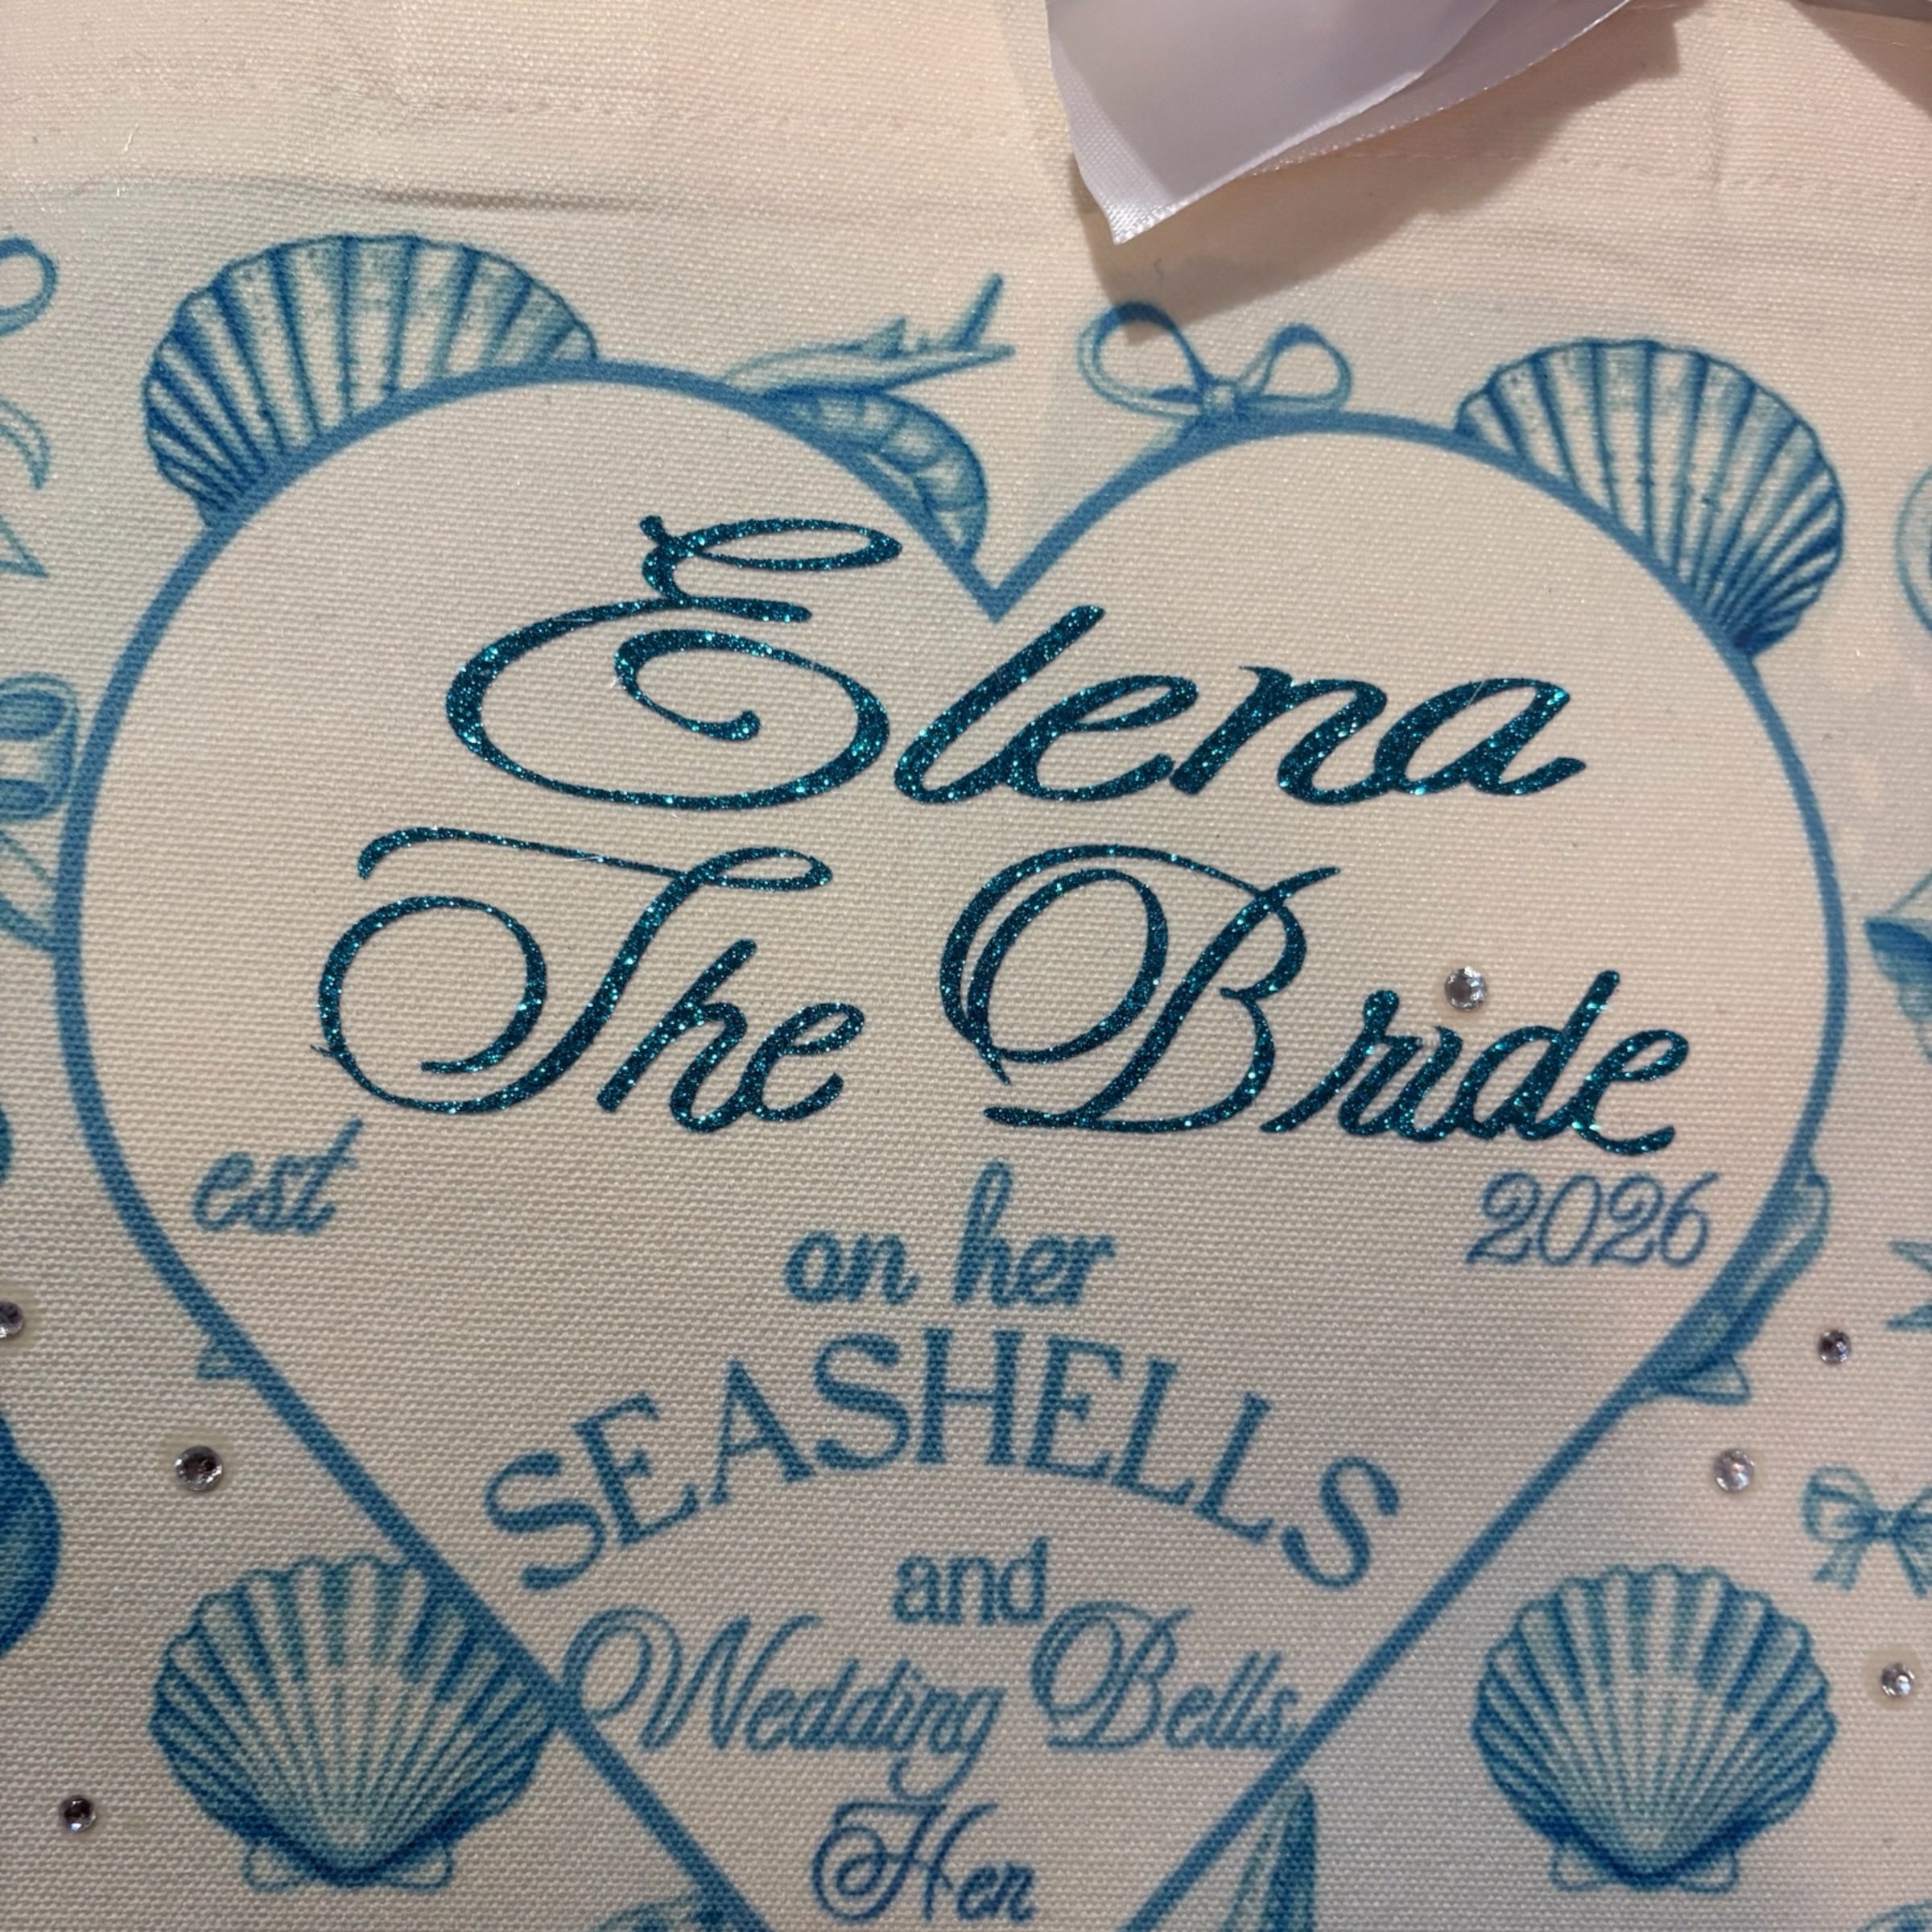 Elena
The Bride
est 2026
on her
SEASHELLS
and
Wedding Bells
Hen